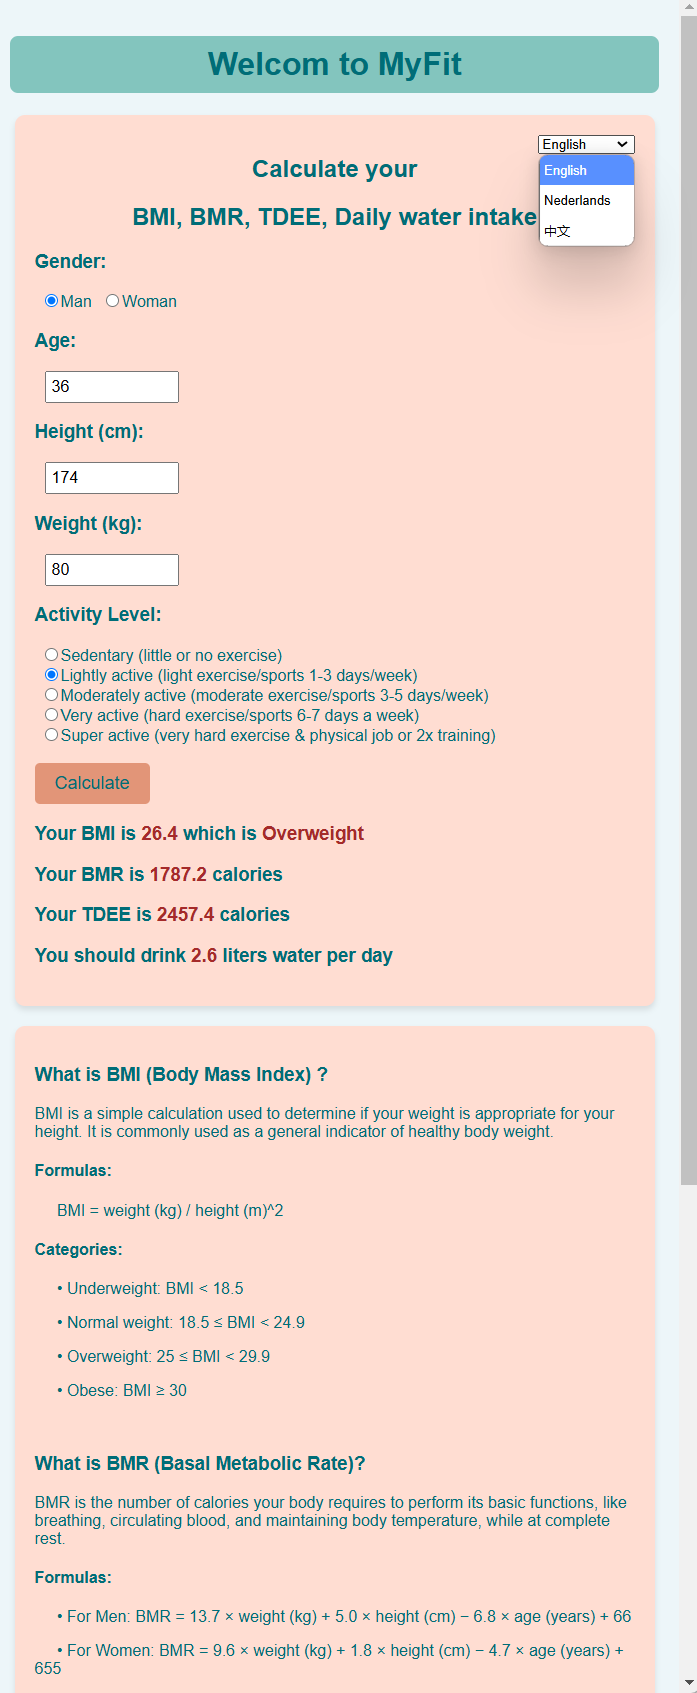 Welcom to MyFit
English
English
Nederlands
中文
Calculate your
BMI, BMR, TDEE, Daily water intake
Gender:
Man Woman
Age:
36
Height (cm):
174
Weight (kg):
80
Activity Level:
Sedentary (little or no exercise)
Lightly active (light exercise/sports 1-3 days/week)
Moderately active (moderate exercise/sports 3-5 days/week)
Very active (hard exercise/sports 6-7 days a week)
Super active (very hard exercise & physical job or 2x training)
Calculate
Your BMI is 26.4 which is Overweight
Your BMR is 1787.2 calories
Your TDEE is 2457.4 calories
You should drink 2.6 liters water per day
What is BMI (Body Mass Index) ?
BMI is a simple calculation used to determine if your weight is appropriate for your
height. It is commonly used as a general indicator of healthy body weight.
Formulas:
BMI = weight (kg) / height (m)^2
Categories:
• Underweight: BMI < 18.5
• Normal weight: 18.5 ≤ BMI < 24.9
• Overweight: 25 ≤ BMI < 29.9
• Obese: BMI ≥ 30
What is BMR (Basal Metabolic Rate)?
BMR is the number of calories your body requires to perform its basic functions, like
breathing, circulating blood, and maintaining body temperature, while at complete
rest.
Formulas:
• For Men: BMR = 13.7 × weight (kg) + 5.0 × height (cm) − 6.8 × age (years) + 66
• For Women: BMR = 9.6 × weight (kg) + 1.8 × height (cm) − 4.7 × age (years) +
655